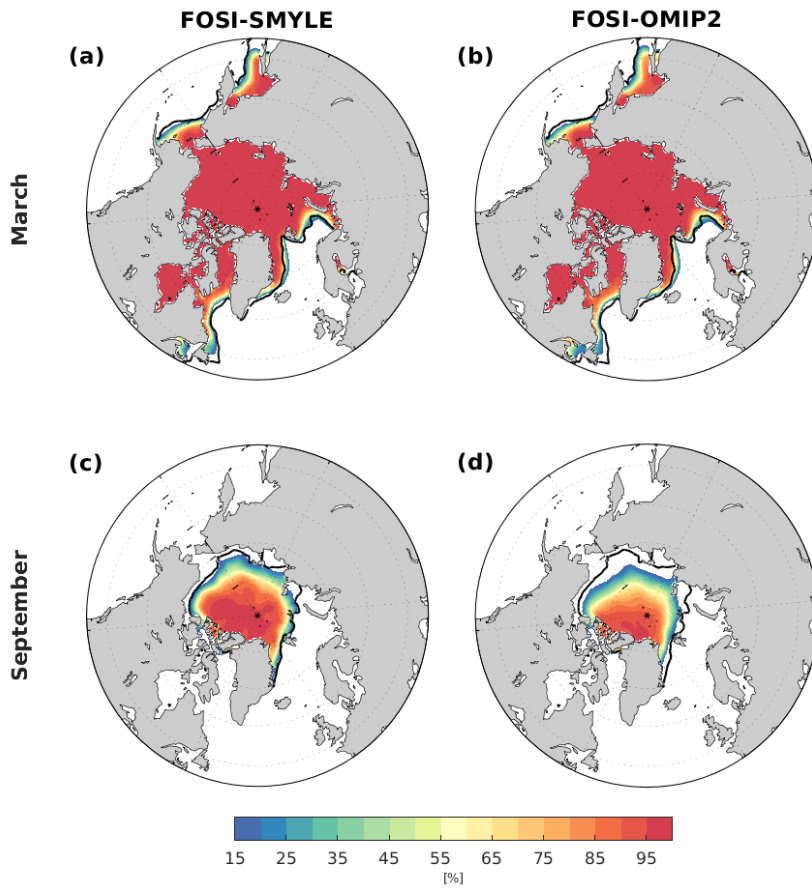 FOSI-SMYLE FOSI-OMIP2
(a) (b)
March
(c) (d)
September
15 25 35 45 55 65 75 85 95
[%]